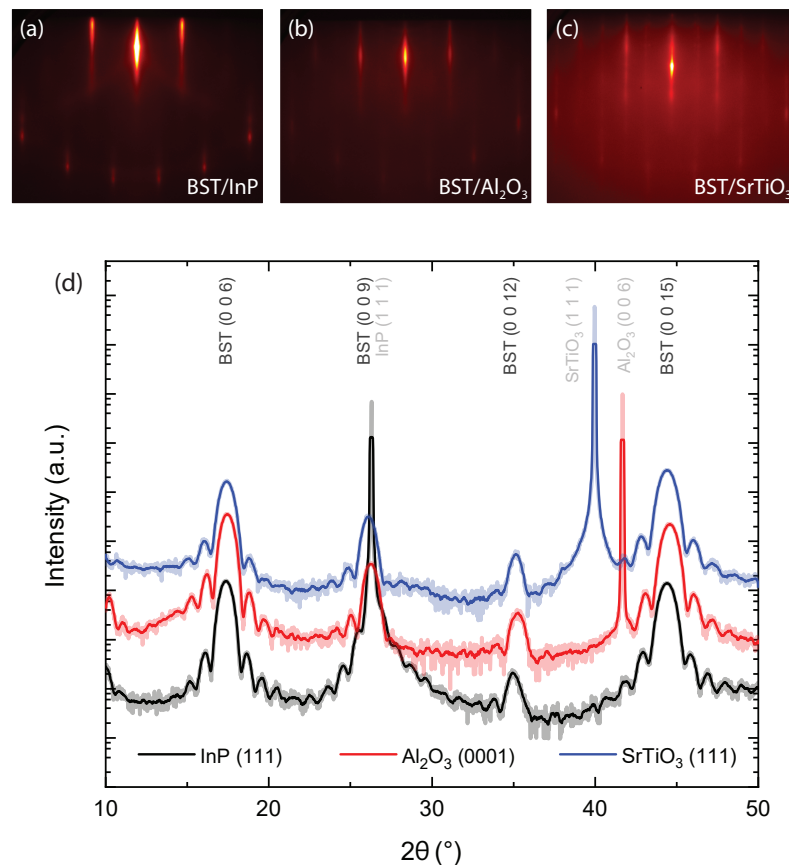 (a)
(b)
(c)
BST/InP
BST/Al₂O₃
BST/SrTiO₃
(d)
BST (0 0 6)
BST (0 0 9)
InP (1 1 1)
BST (0 0 12)
SrTiO₃ (1 1 1)
Al₂O₃ (0 0 6)
BST (0 0 15)
Intensity (a.u.)
InP (111)
Al₂O₃ (0001)
SrTiO₃ (111)
10
20
30
40
50
2θ (°)